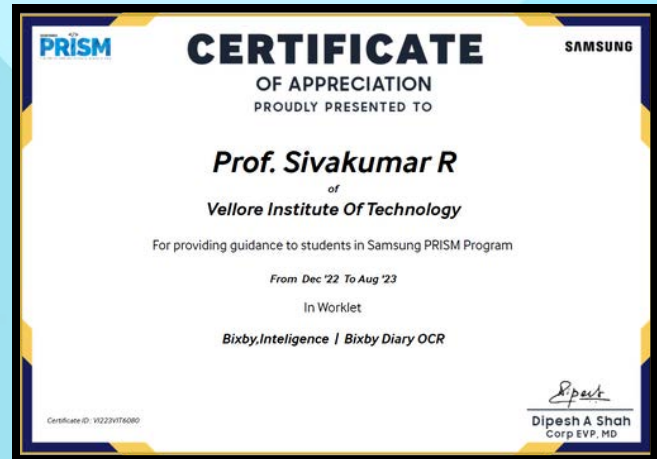 PRISM
SAMSUNG
CERTIFICATE
OF APPRECIATION
PROUDLY PRESENTED TO
Prof. Sivakumar R
of
Vellore Institute Of Technology
For providing guidance to students in Samsung PRISM Program
From Dec '22 To Aug '23
In Worklet
Bixby,Inteligence | Bixby Diary OCR
Certificate ID : VI223VIT6080
Dipesh A Shah
Corp EVP, MD